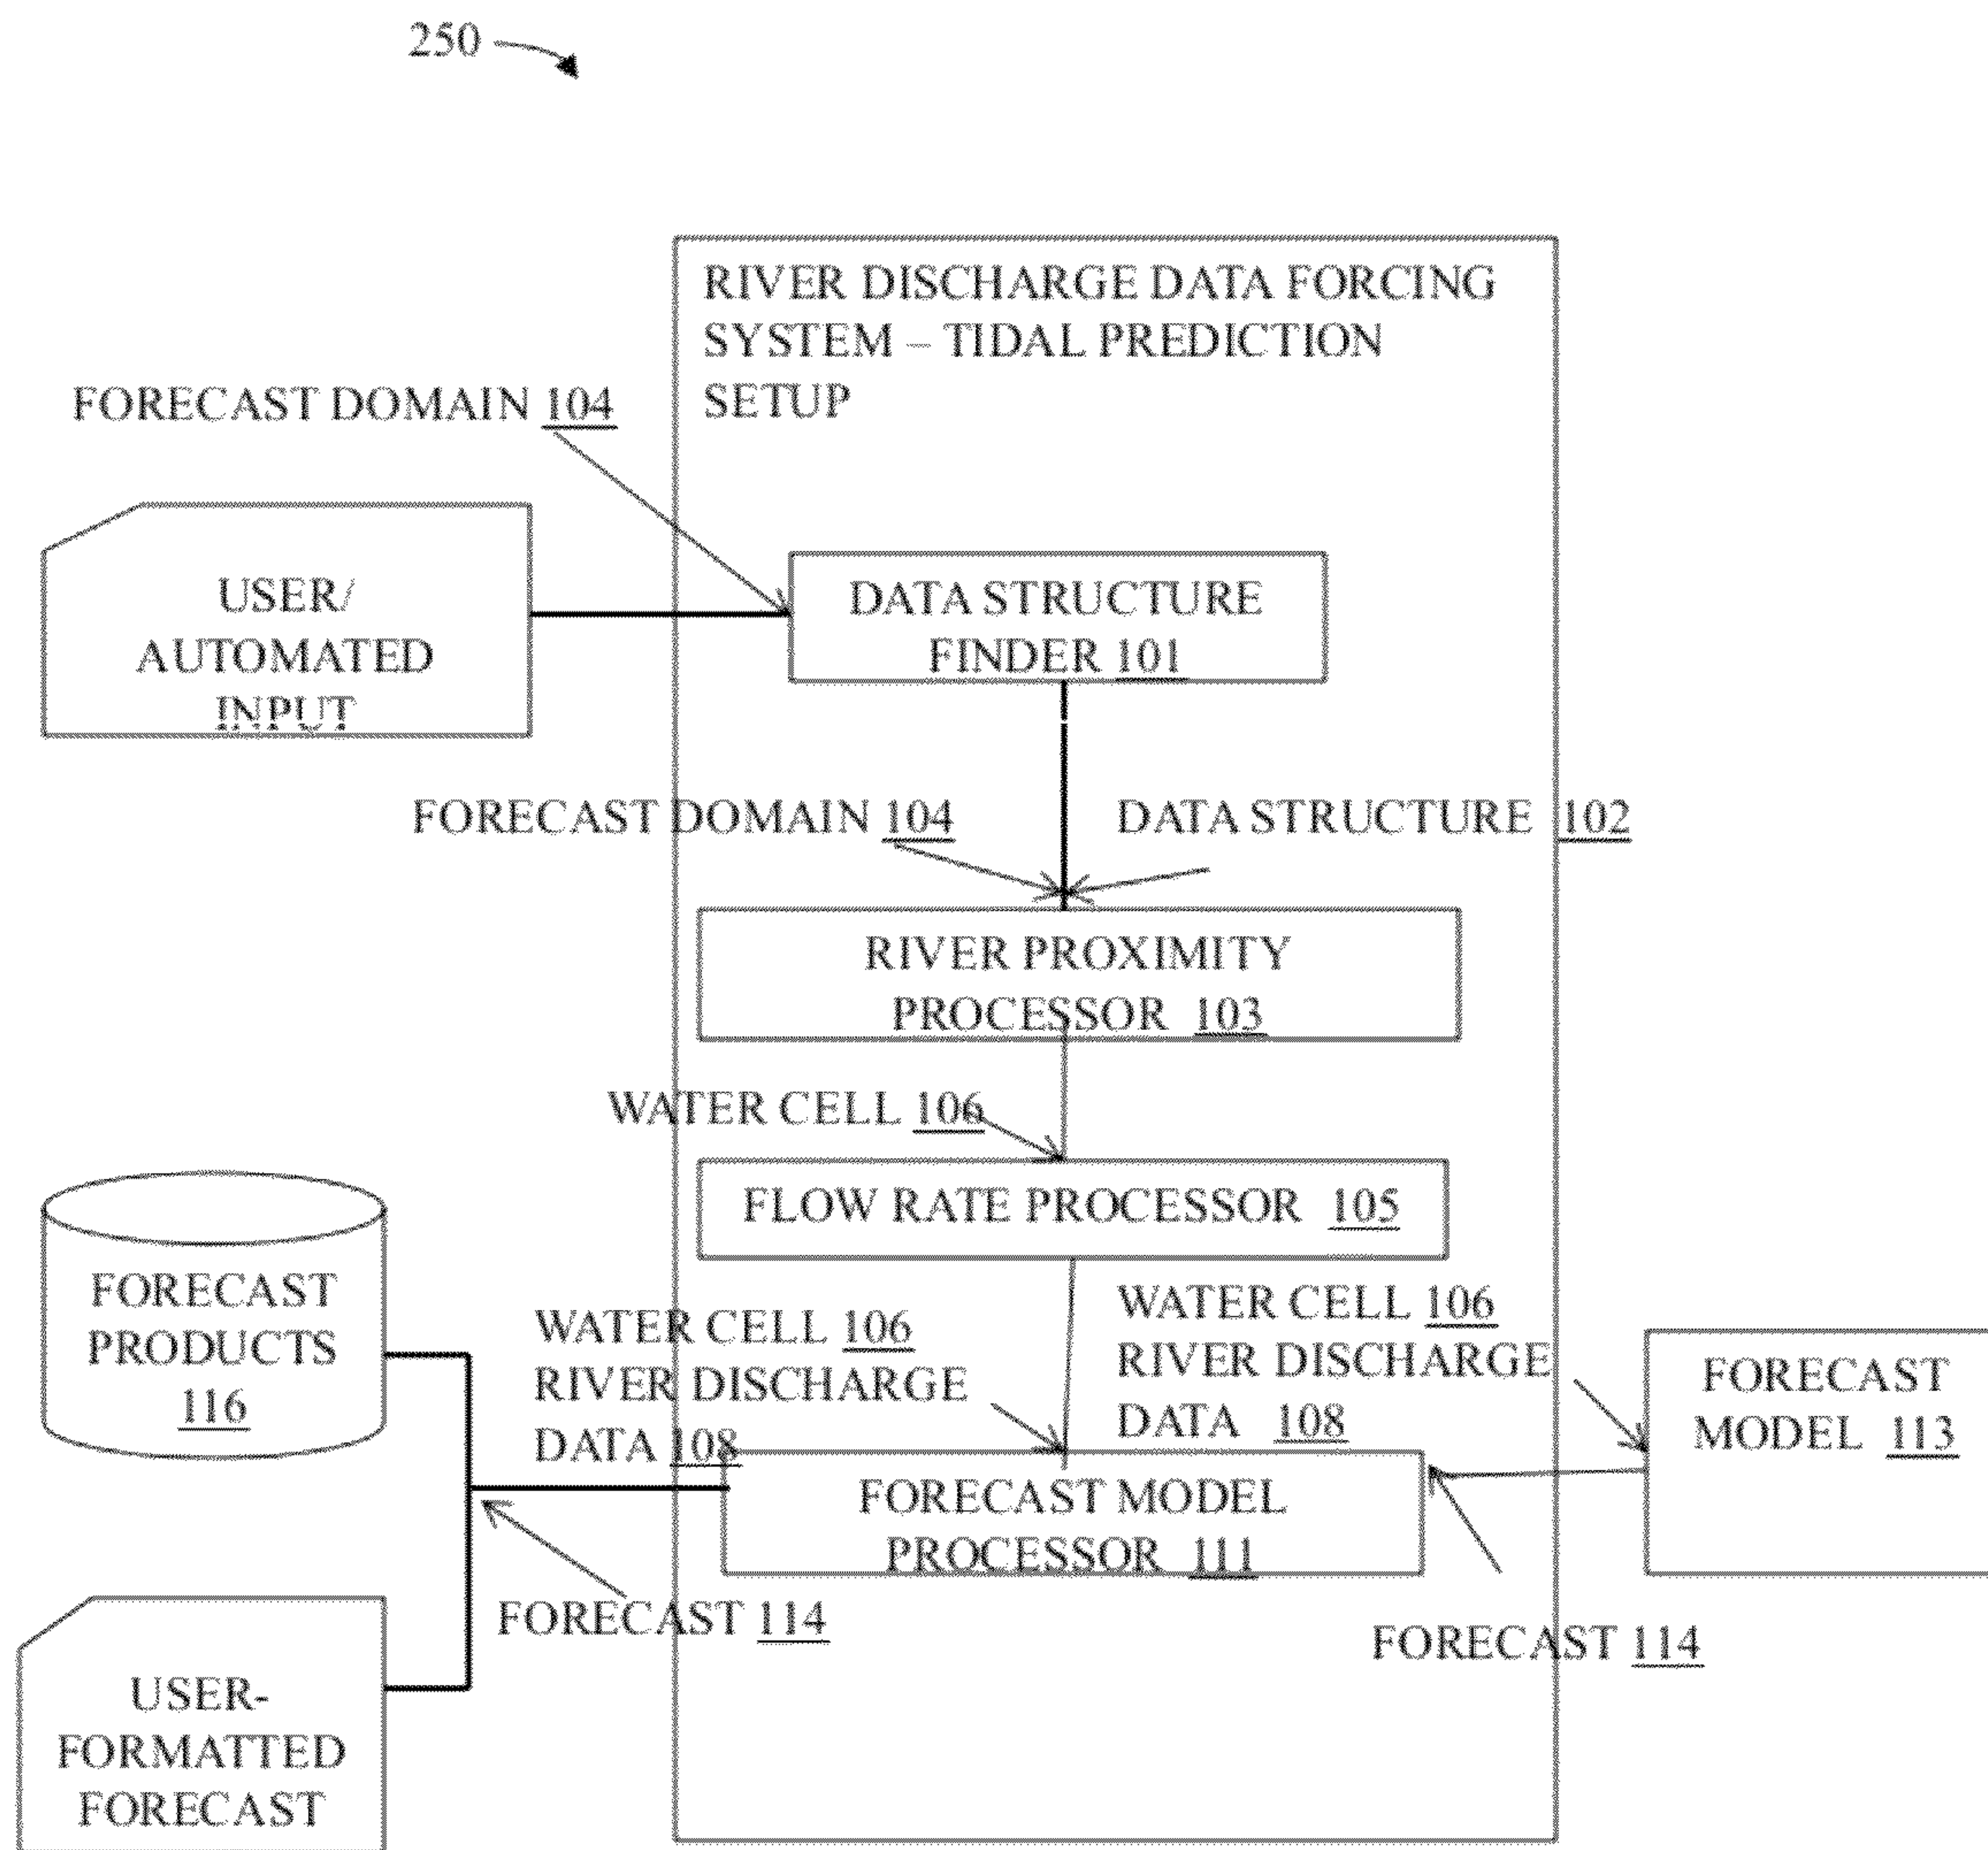 250
RIVER DISCHARGE DATA FORCING
SYSTEM – TIDAL PREDICTION
SETUP
FORECAST DOMAIN 104
USER/
AUTOMATED
INPUT
DATA STRUCTURE
FINDER 101
FORECAST DOMAIN 104
DATA STRUCTURE 102
RIVER PROXIMITY
PROCESSOR 103
WATER CELL 106
FLOW RATE PROCESSOR 105
FORECAST
PRODUCTS
116
WATER CELL 106
RIVER DISCHARGE
DATA 108
WATER CELL 106
RIVER DISCHARGE
DATA 108
FORECAST
MODEL 113
FORECAST MODEL
PROCESSOR 111
FORECAST 114
FORECAST 114
USER-
FORMATTED
FORECAST